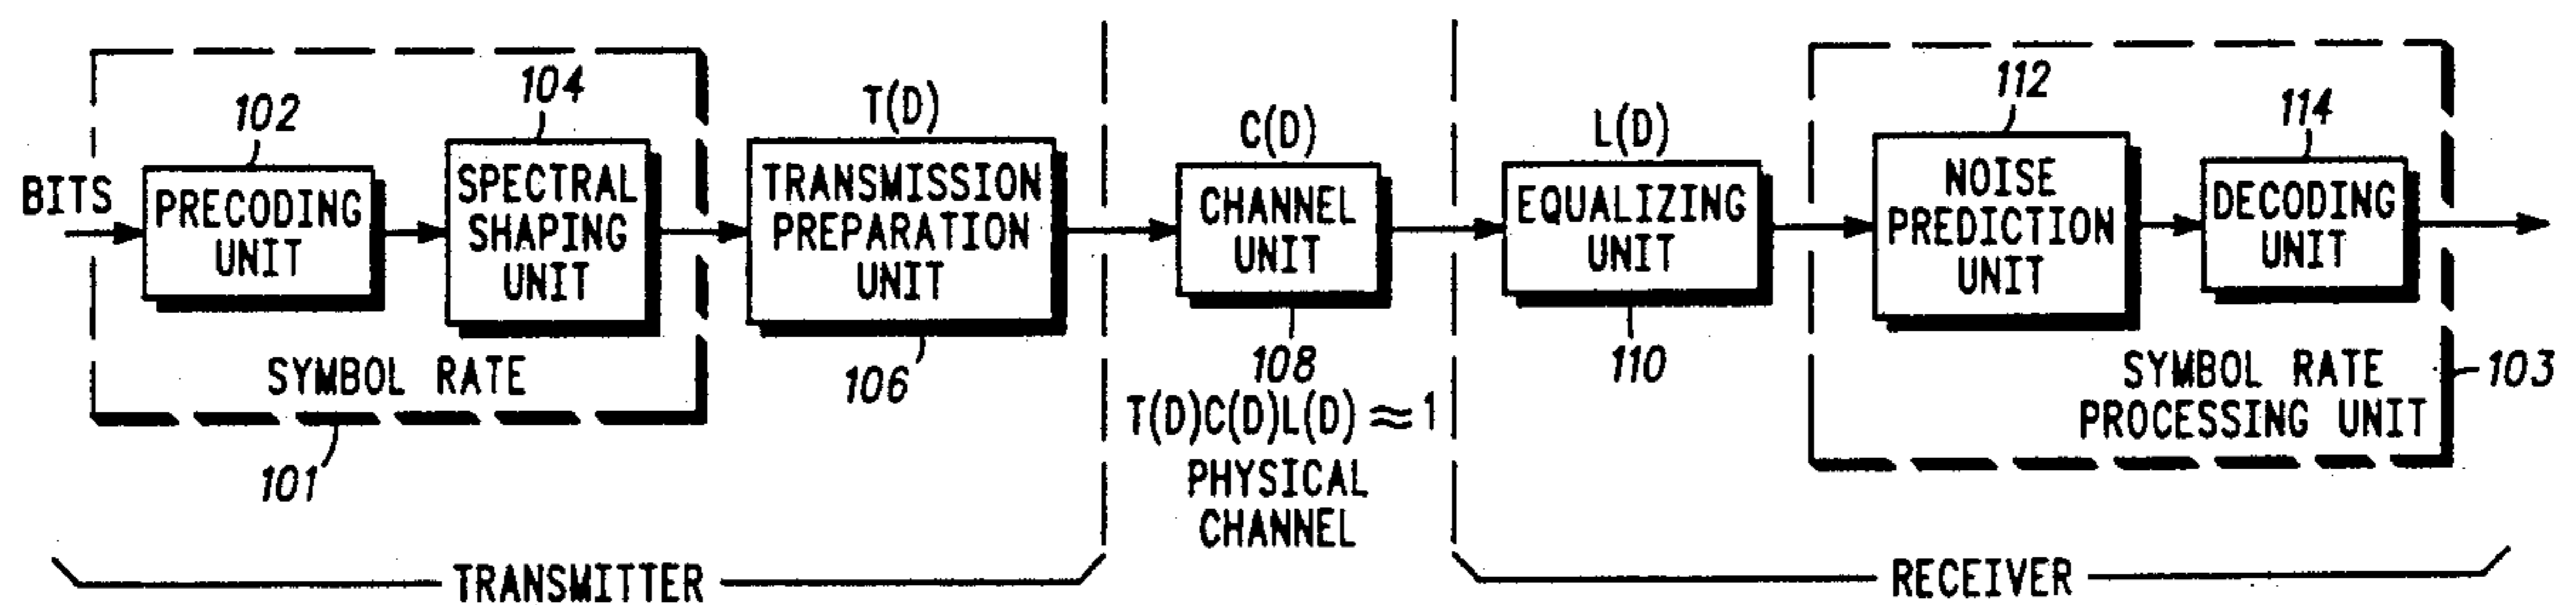 BITS
102
PRECODING
UNIT
104
SPECTRAL
SHAPING
UNIT
SYMBOL RATE
101
T(D)
TRANSMISSION
PREPARATION
UNIT
106
C(D)
CHANNEL
UNIT
108
T(D)C(D)L(D) ≈ 1
PHYSICAL
CHANNEL
L(D)
EQUALIZING
UNIT
110
112
NOISE
PREDICTION
UNIT
114
DECODING
UNIT
SYMBOL RATE
PROCESSING UNIT
103
TRANSMITTER
RECEIVER